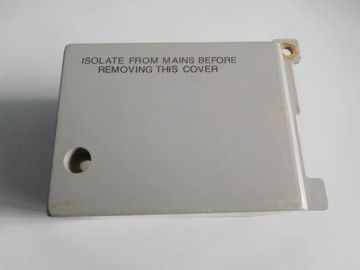 ISOLATE FROM MAINS BEFORE
REMOVING THIS COVER